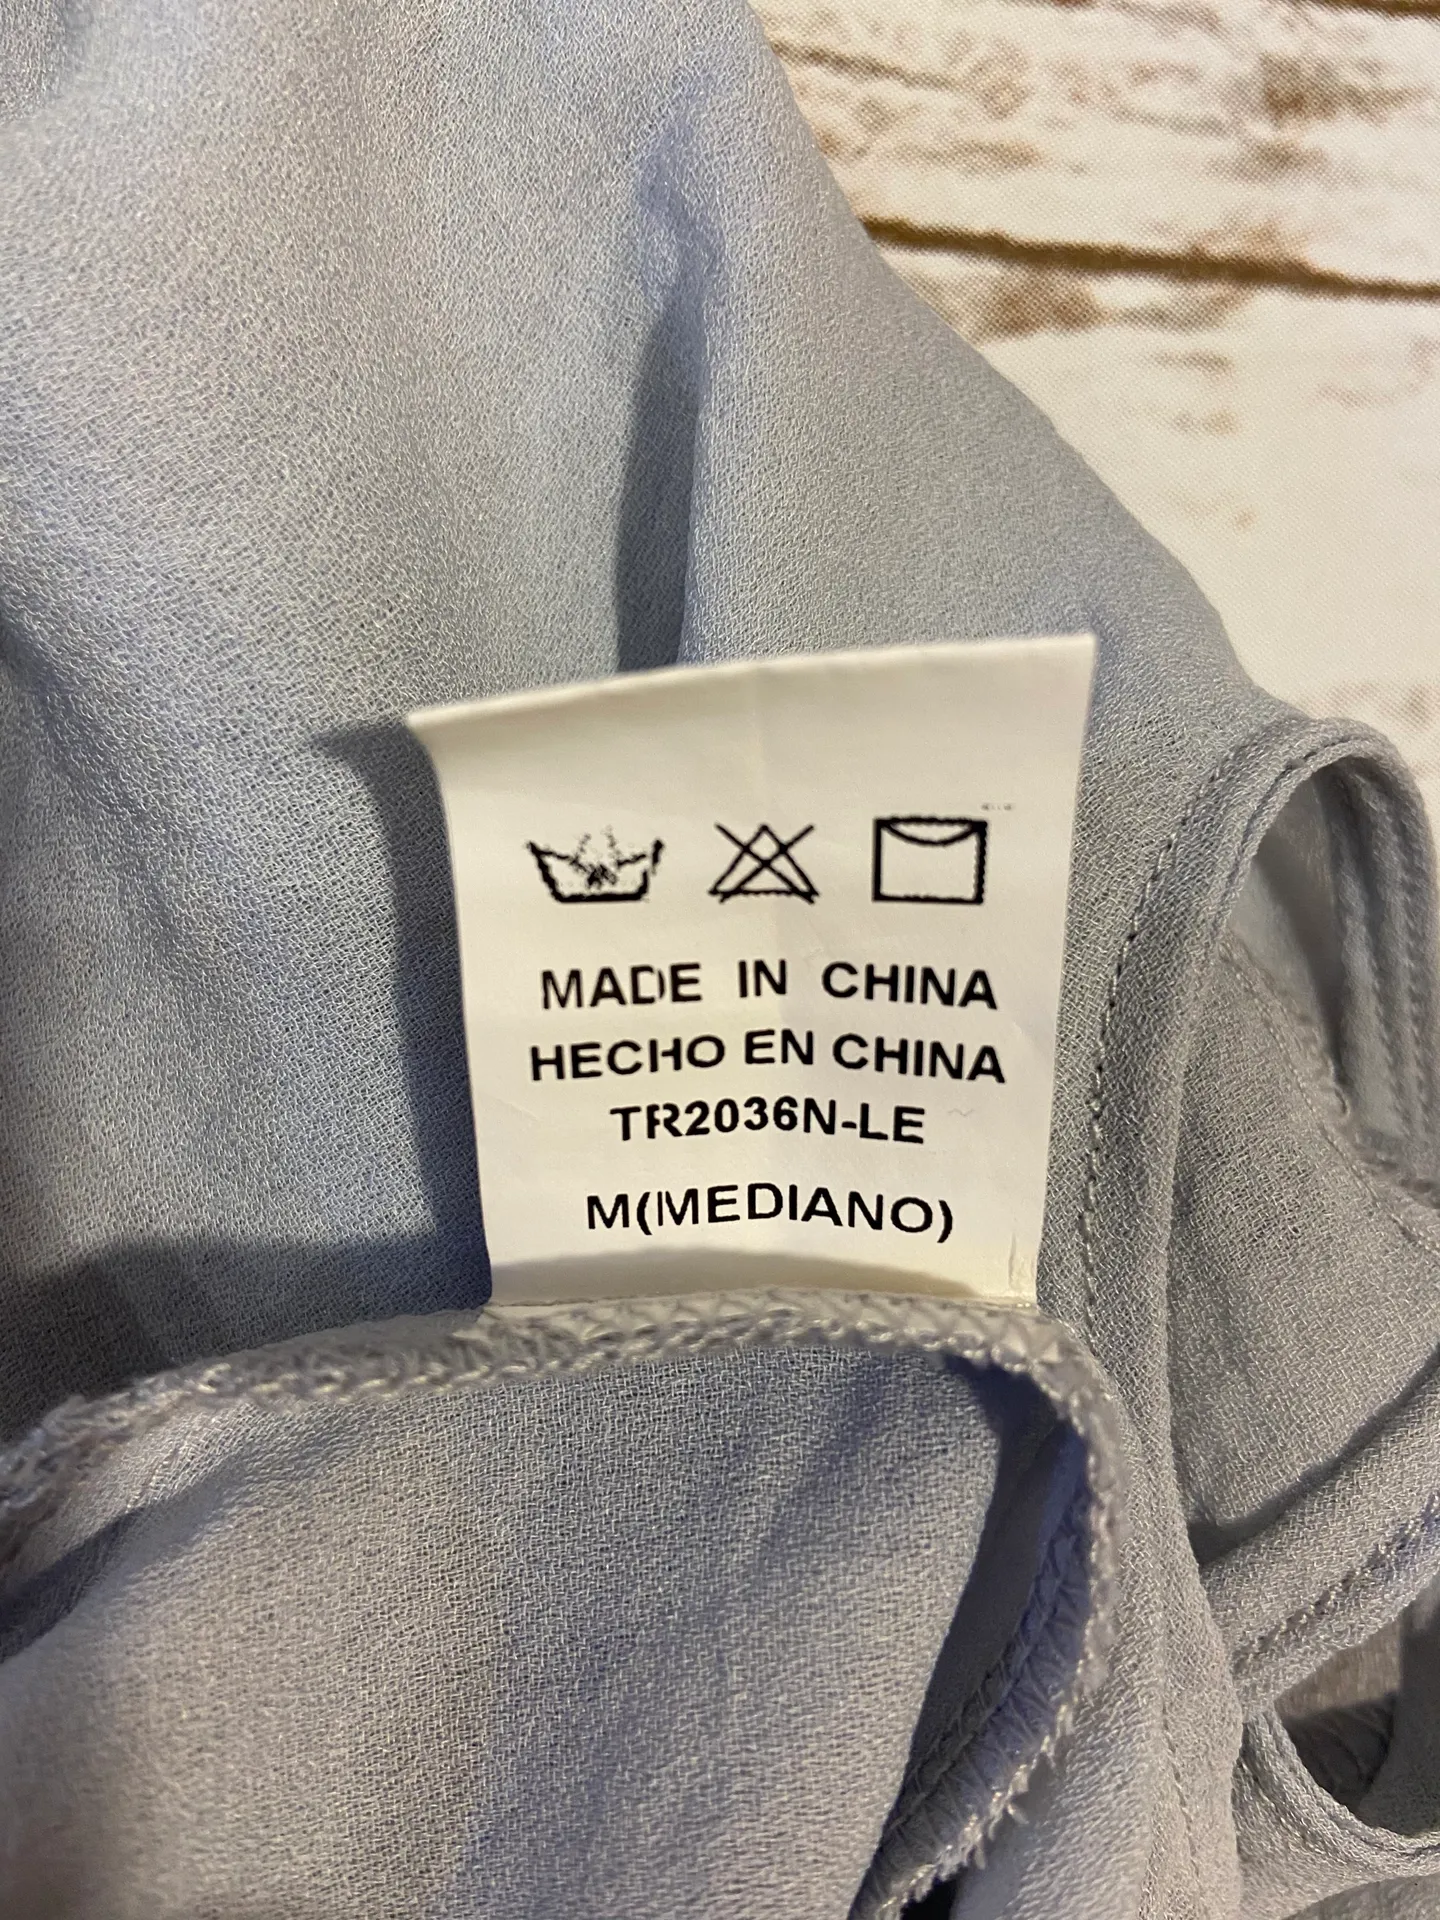 MADE IN CHINA
HECHO EN CHINA
TR2036N-LE
M(MEDIANO)